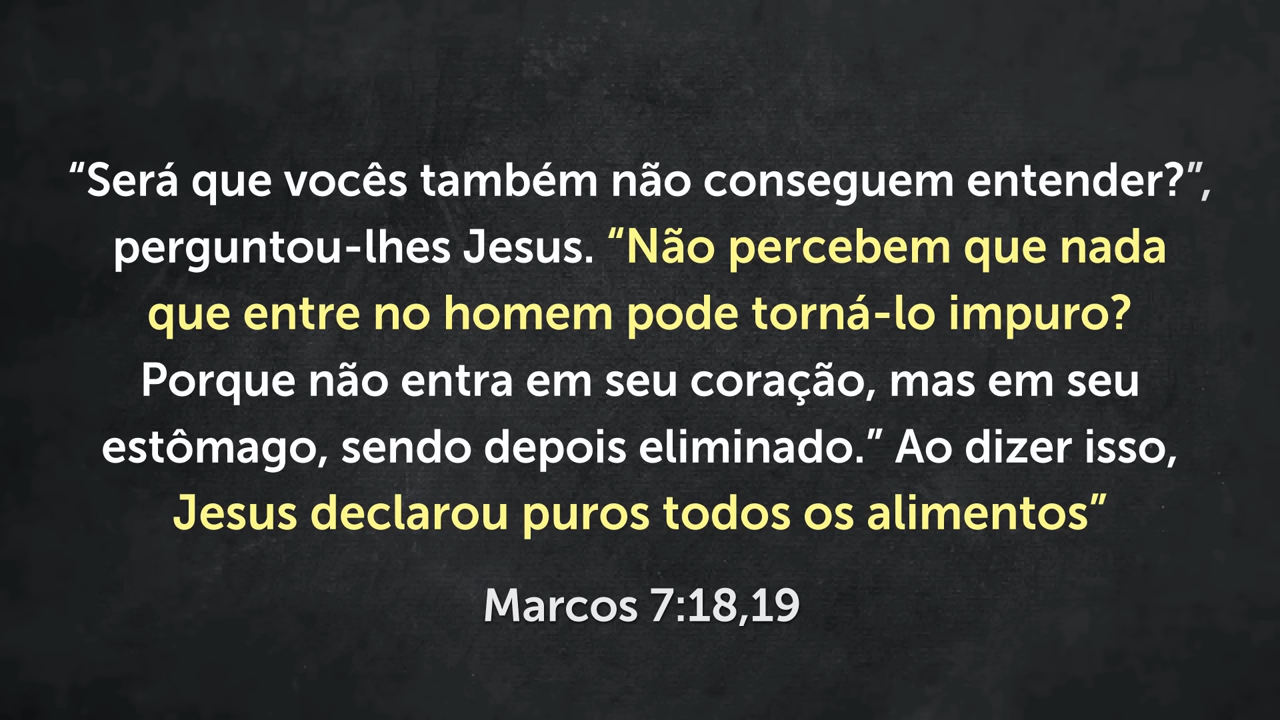 “Será que vocês também não conseguem entender?”,
perguntou-lhes Jesus. “Não percebem que nada
que entre no homem pode torná-lo impuro?
Porque não entra em seu coração, mas em seu
estômago, sendo depois eliminado.” Ao dizer isso,
Jesus declarou puros todos os alimentos”
Marcos 7:18,19